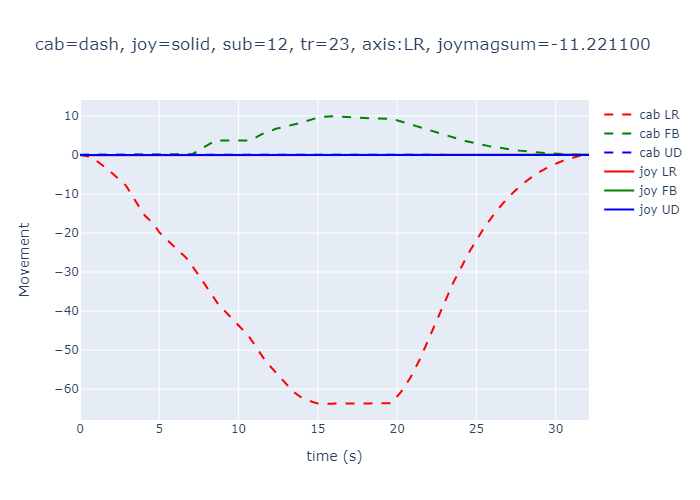 cab=dash, joy=solid, sub=12, tr=23, axis:LR, joymagsum=-11.221100
cab LR
cab FB
cab UD
joy LR
joy FB
joy UD
Movement
10
0
−10
−20
−30
−40
−50
−60
0 5 10 15 20 25 30
time (s)